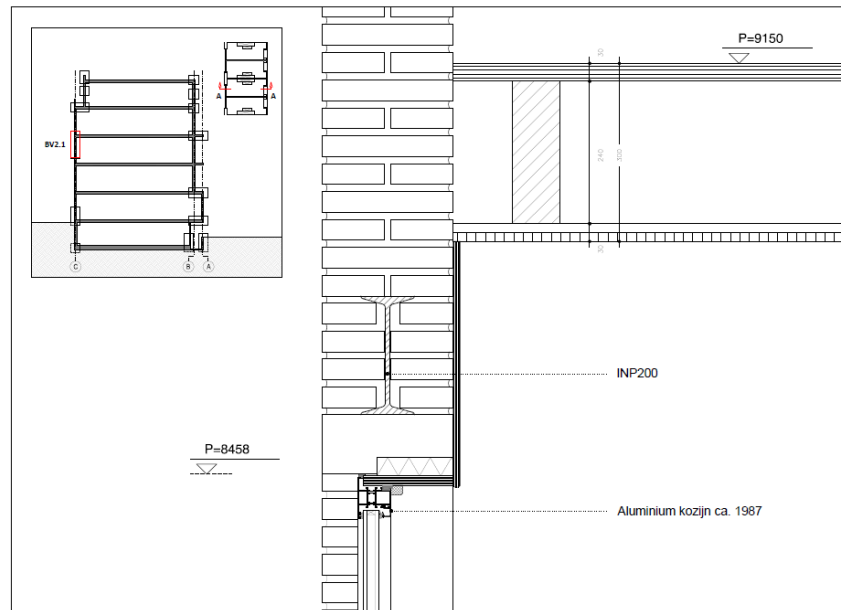 P=9150
A
A
BV2.1
30
240
300
30
C
B
A
INP200
P=8458
Aluminium kozijn ca. 1987